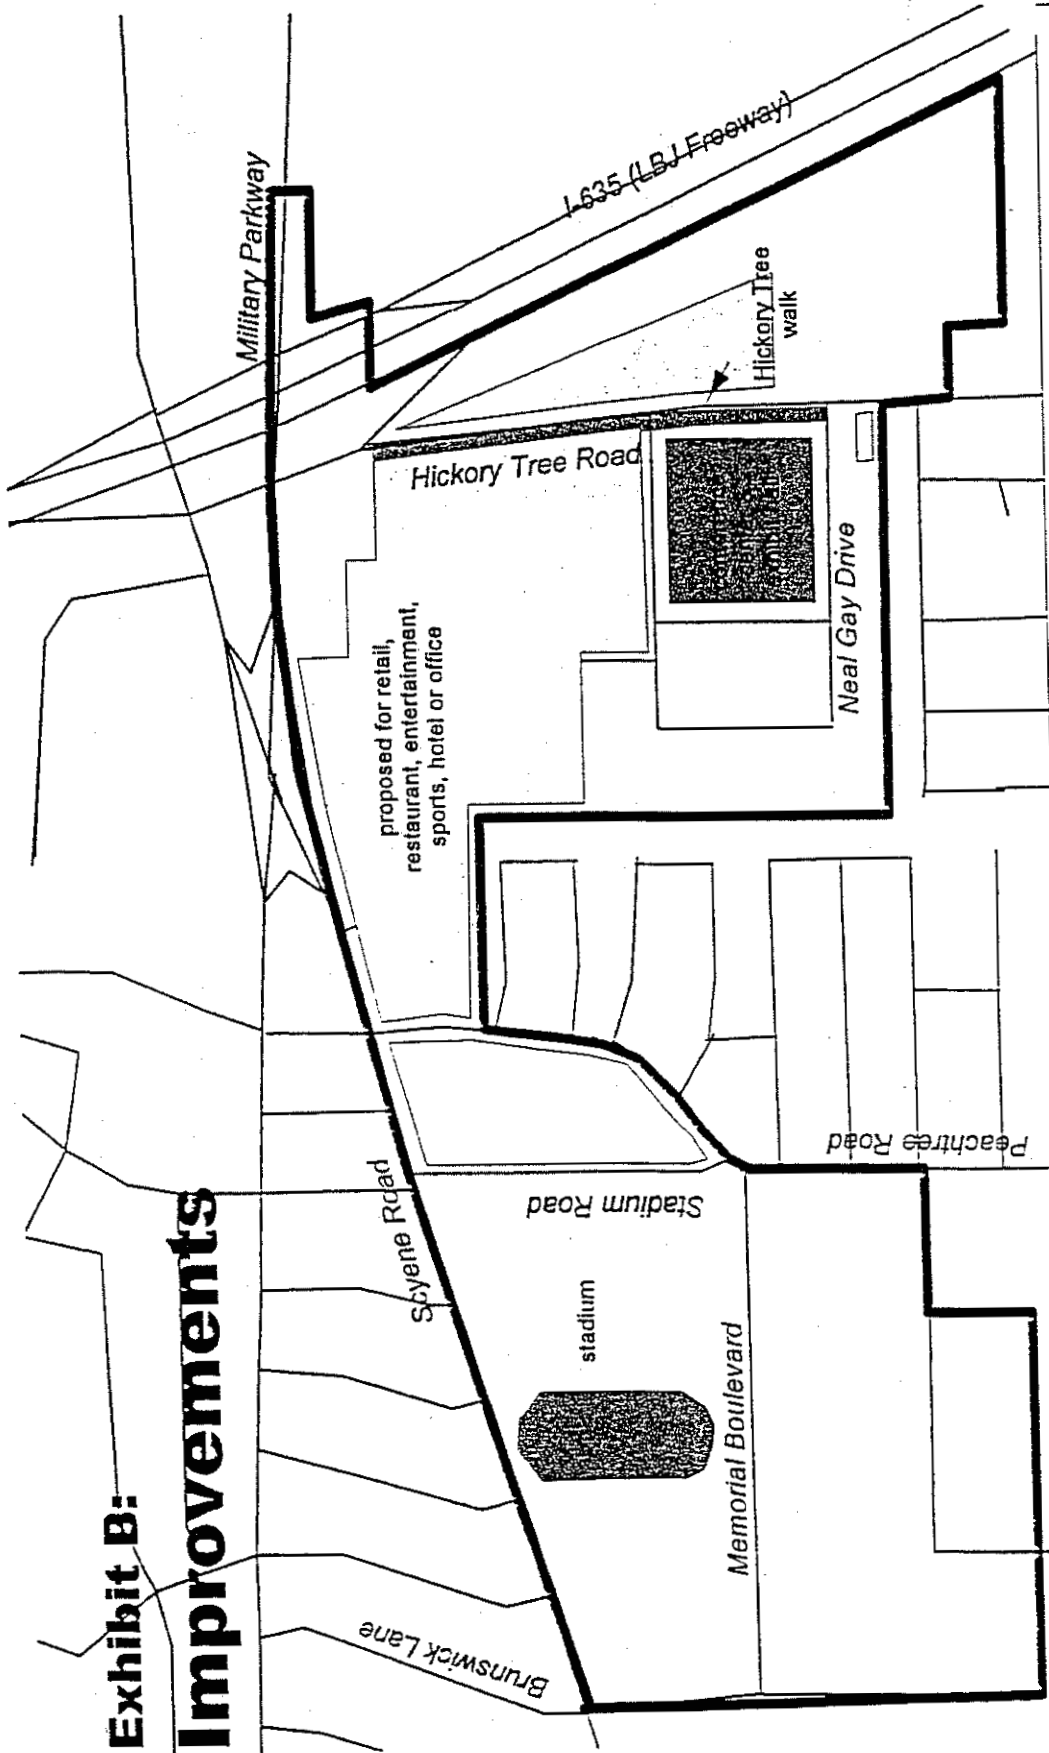 Exhibit B:
Improvements
Military Parkway
I-635 (LBJ Freeway)
Hickory Tree
walk
Hickory Tree Road
proposed for retail,
restaurant, entertainment,
sports, hotel or office
Neal Gay Drive
Scyene Road
Stadium Road
Peachtree Road
stadium
Memorial Boulevard
Brunswick Lane